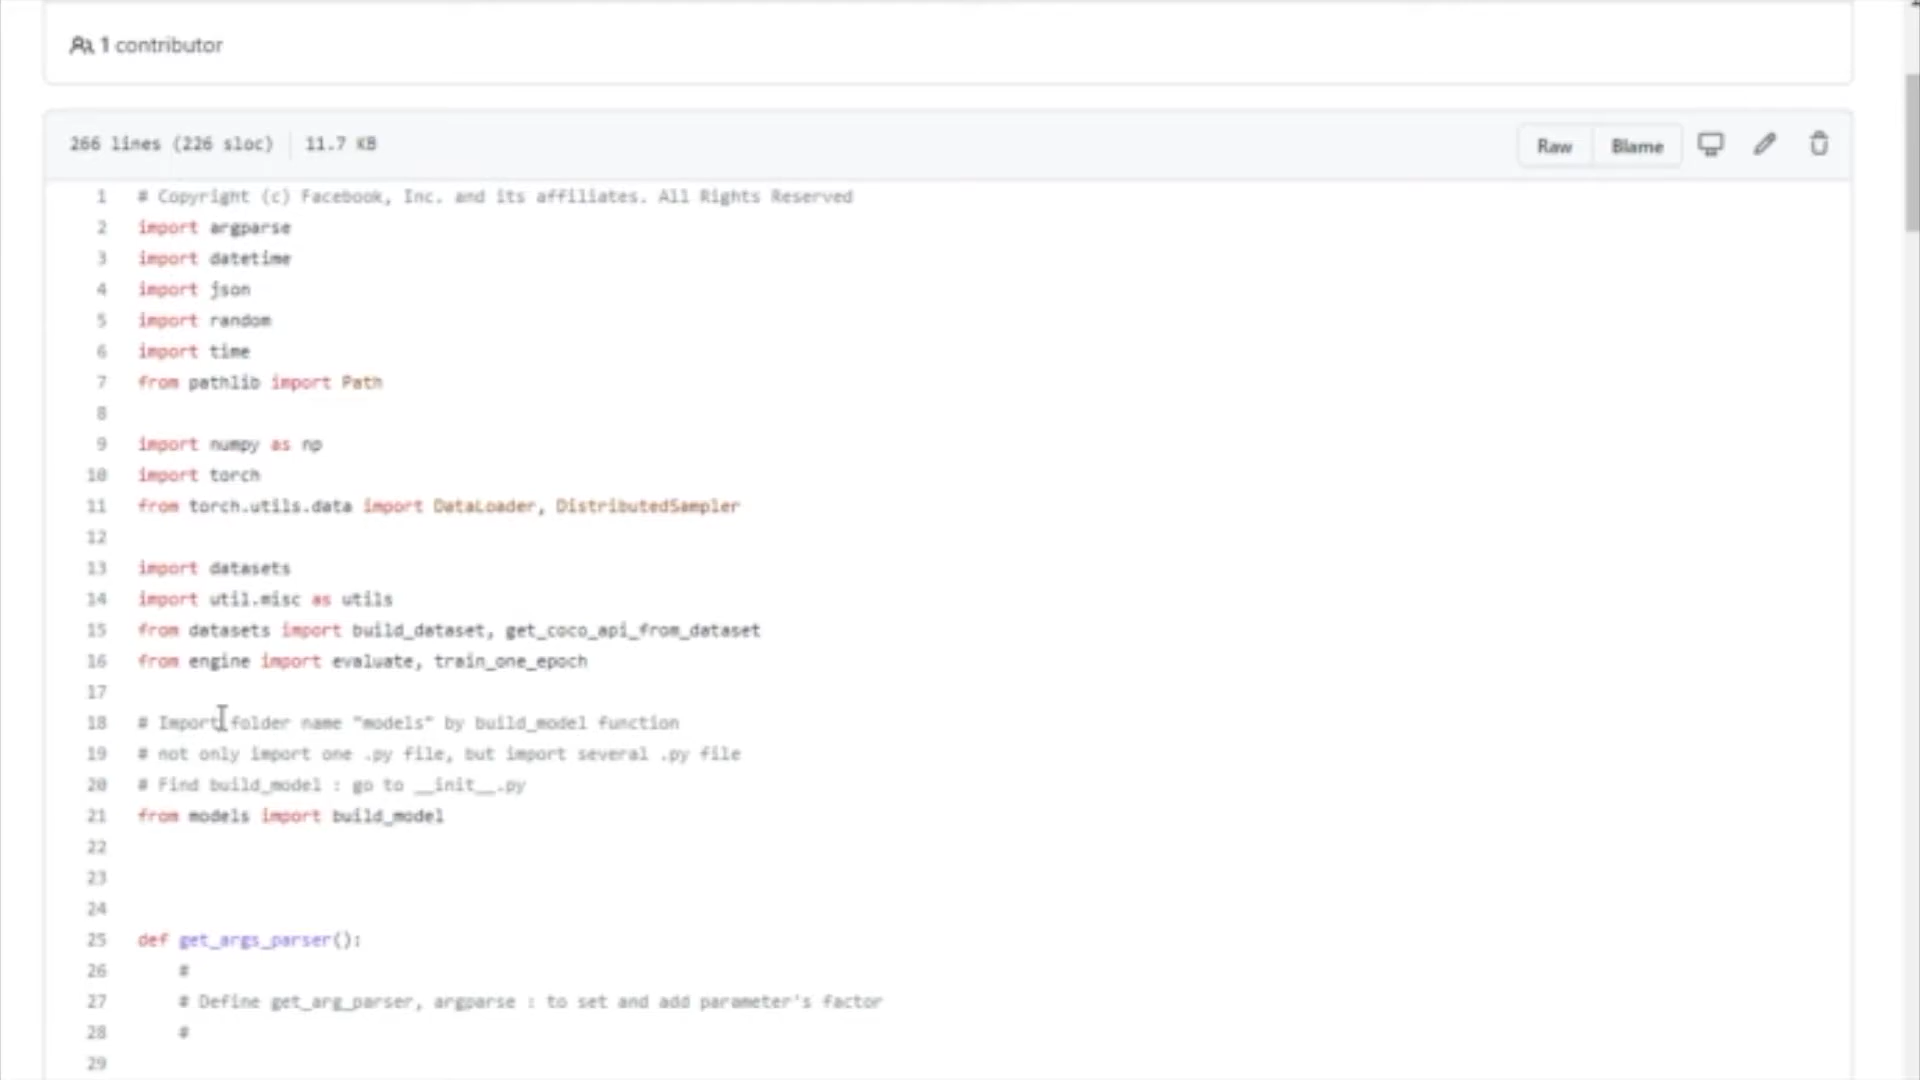 1 contributor
266 lines (226 sloc) 11.7 KB
Raw Blame
1 # Copyright (c) Facebook, Inc. and its affiliates. All Rights Reserved
2 import argparse
3 import datetime
4 import json
5 import random
6 import time
7 from pathlib import Path
8
9 import numpy as np
10 import torch
11 from torch.utils.data import DataLoader, DistributedSampler
12
13 import datasets
14 import util.misc as utils
15 from datasets import build_dataset, get_coco_api_from_dataset
16 from engine import evaluate, train_one_epoch
17
18 # Import folder name "models" by build_model function
19 # not only import one .py file, but import several .py file
20 # Find build_model : go to __init__.py
21 from models import build_model
22
23
24
25 def get_args_parser():
26 #
27 # Define get_arg_parser, argparse : to set and add parameter's factor
28 #
29